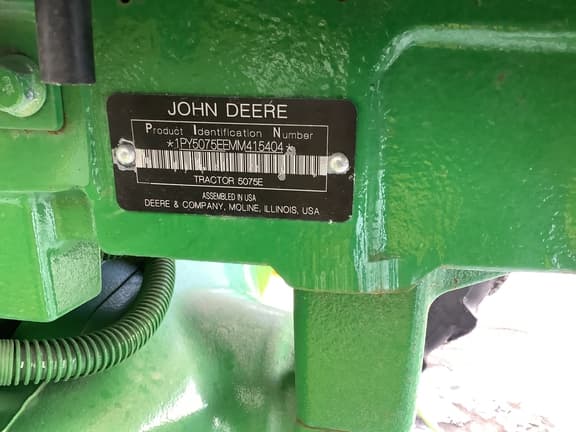 JOHN DEERE
Product Identification Number
*1PY5075EEMM415404*
TRACTOR 5075E
ASSEMBLED IN USA
DEERE & COMPANY, MOLINE, ILLINOIS, USA